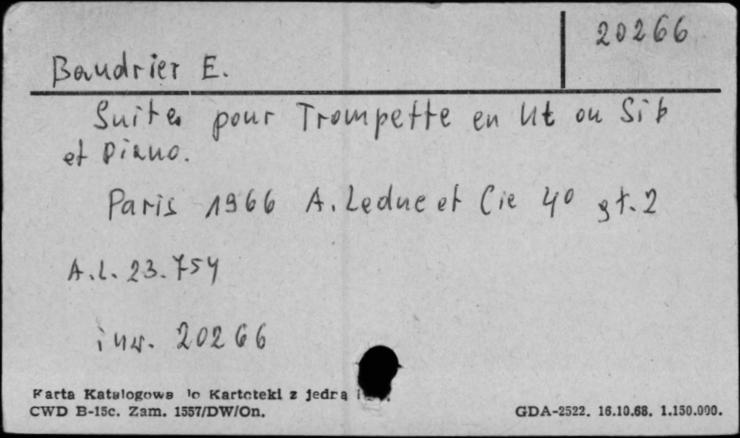 20266
Baudrier E.
Suite pour Trompette en Ut ou Si b
et Piano.
Paris 1966 A. Leduc et Cie 4° st. 2
A.L. 23.754
inw. 20266
Karta Katalogowa do Kartoteki z jedną
CWD B-15c. Zam. 1557/DW/On.
GDA-2522. 16.10.68. 1.150.000.